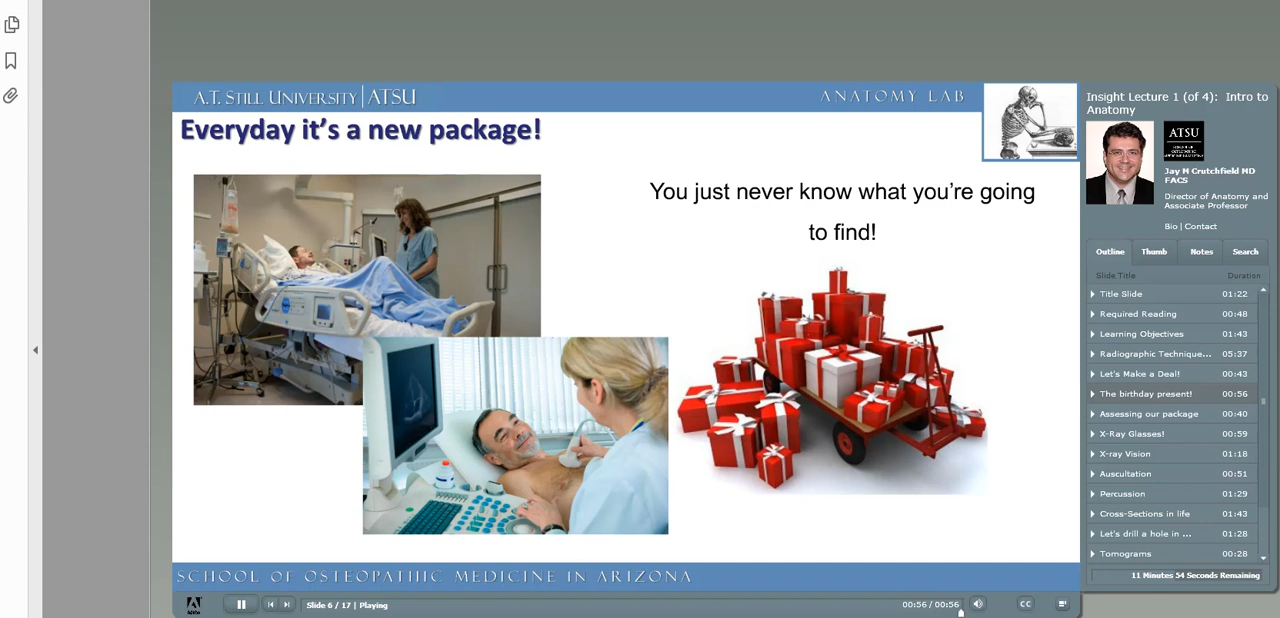 A.T. STILL UNIVERSITY | ATSU
ANATOMY LAB
Everyday it's a new package!
You just never know what you're going
to find!
SCHOOL OF OSTEOPATHIC MEDICINE IN ARIZONA
Slide 6 / 17 | Playing
00:56 / 00:56
CC
Insight Lecture 1 (of 4): Intro to
Anatomy
ATSU
Jay M Crutchfield MD
FACS
Director of Anatomy and
Associate Professor
Bio | Contact
Outline Thumb Notes Search
Slide Title Duration
Title Slide 01:22
Required Reading 00:48
Learning Objectives 01:43
Radiographic Technique... 05:37
Let's Make a Deal! 00:43
The birthday present! 00:56
Assessing our package 00:40
X-Ray Glasses! 00:59
X-ray Vision 01:18
Auscultation 00:51
Percussion 01:29
Cross-Sections in life 01:43
Let's drill a hole in ... 01:28
Tomograms 00:28
11 Minutes 54 Seconds Remaining